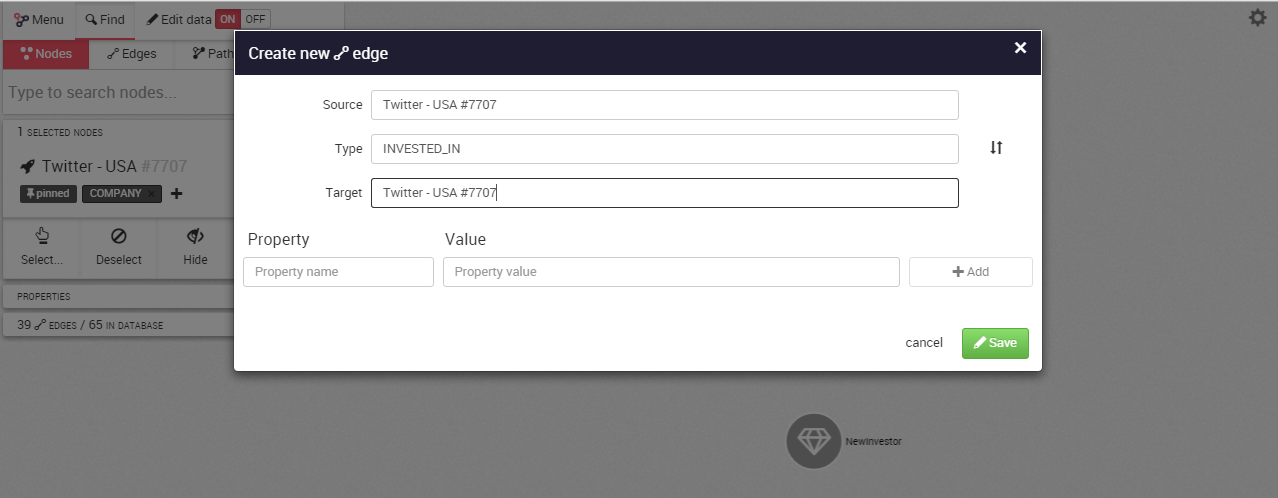 Menu Find Edit data ON OFF
Nodes Edges Path
Type to search nodes...
1 SELECTED NODES
Twitter - USA #7707
pinned COMPANY × +
Select... Deselect Hide
PROPERTIES
39 EDGES / 65 IN DATABASE
Create new edge ×
Source Twitter - USA #7707
Type INVESTED_IN
Target Twitter - USA #7707
Property Value
Property name Property value + Add
cancel Save
NewInvestor